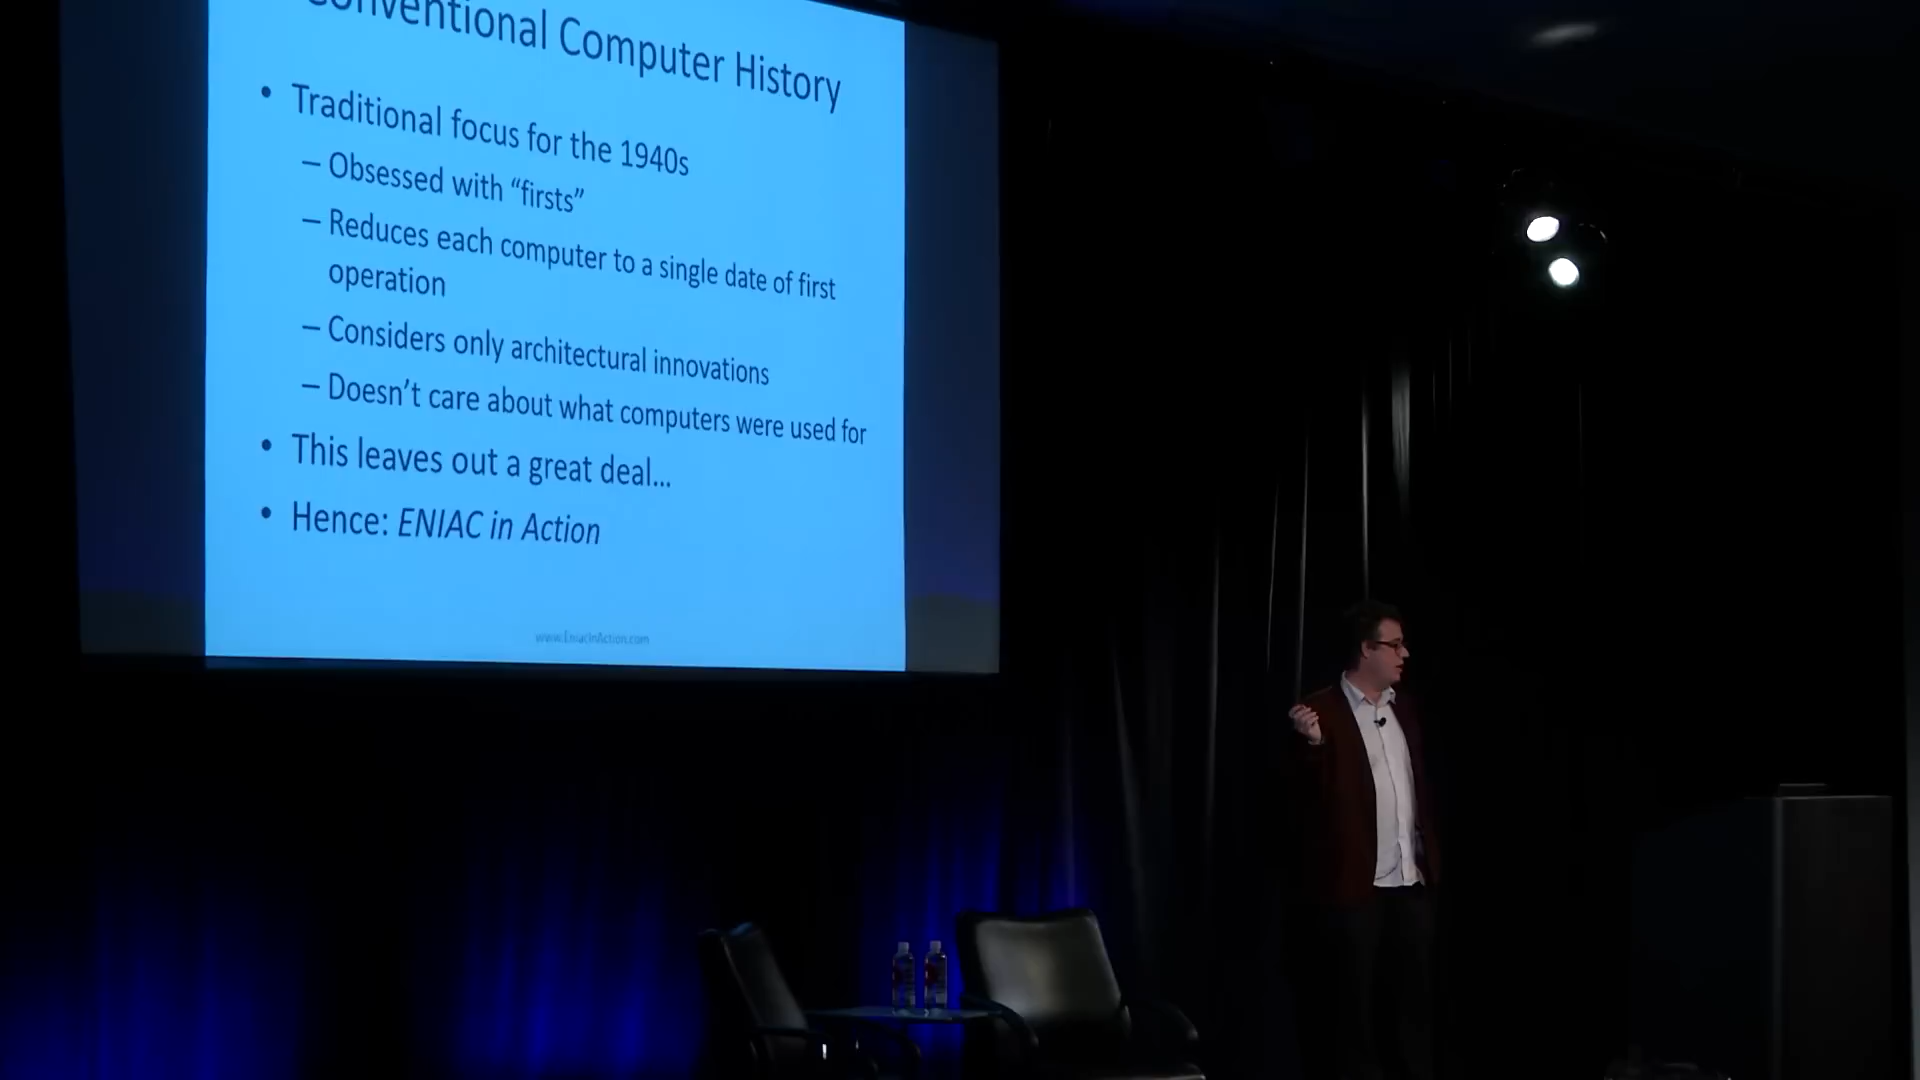 Conventional Computer History
• Traditional focus for the 1940s
– Obsessed with “firsts”
– Reduces each computer to a single date of first
operation
– Considers only architectural innovations
– Doesn’t care about what computers were used for
• This leaves out a great deal...
• Hence: ENIAC in Action
www.EniacInAction.com